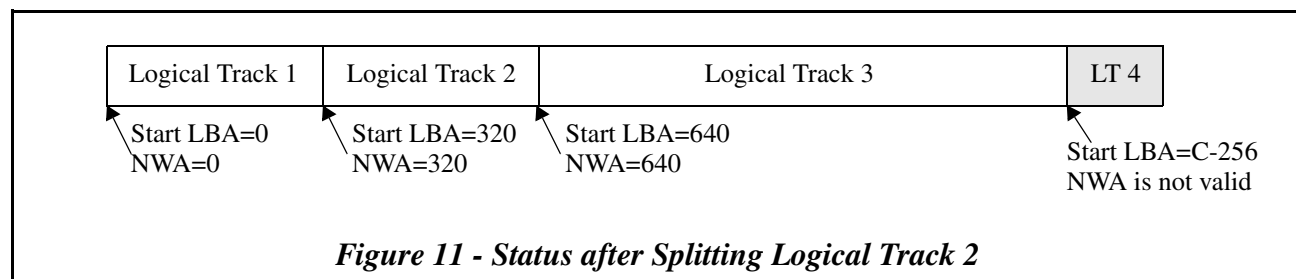 Logical Track 1 Logical Track 2 Logical Track 3 LT 4
Start LBA=0 Start LBA=320 Start LBA=640 Start LBA=C-256
NWA=0 NWA=320 NWA=640 NWA is not valid
Figure 11 - Status after Splitting Logical Track 2